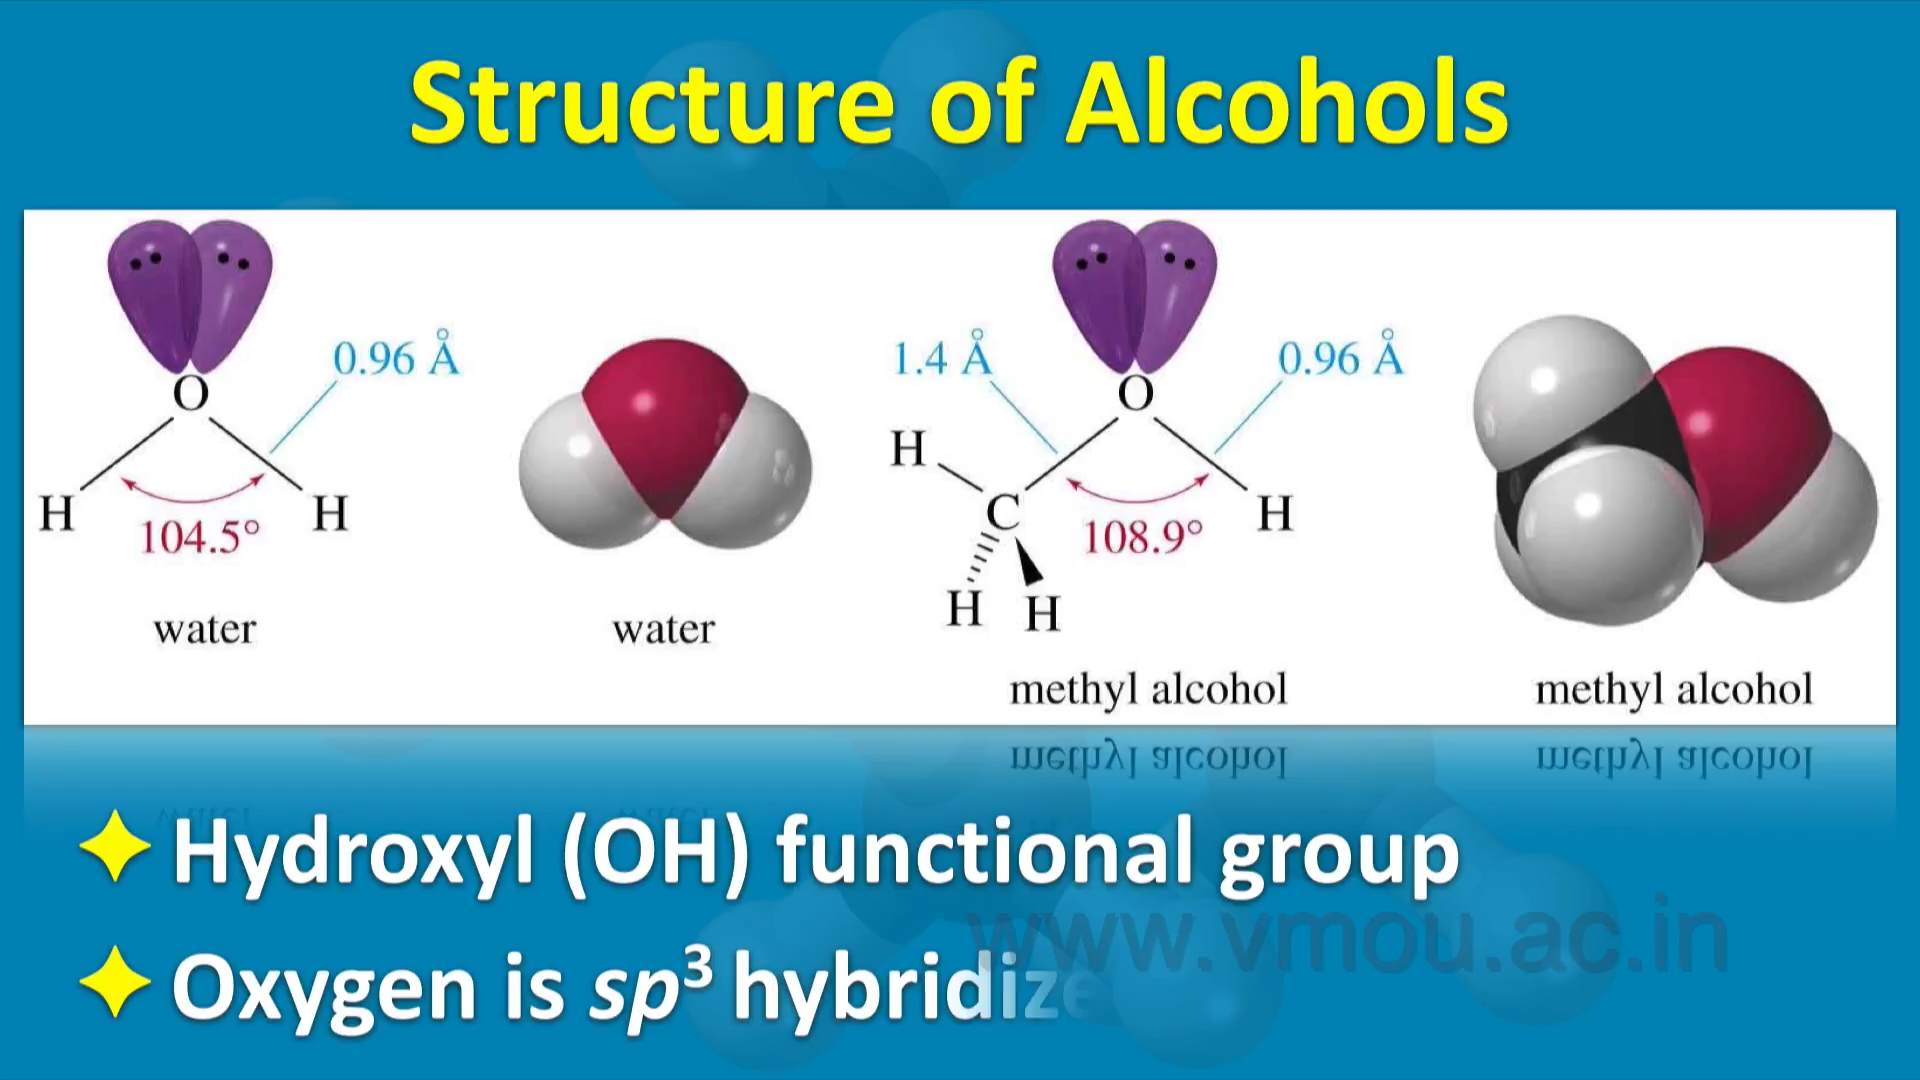 Structure of Alcohols
0.96 Å
O
H
H
104.5°
water
water
1.4 Å
0.96 Å
O
H
C
H
108.9°
H
H
methyl alcohol
methyl alcohol
Hydroxyl (OH) functional group
www.vmou.ac.in
Oxygen is sp³ hybridize